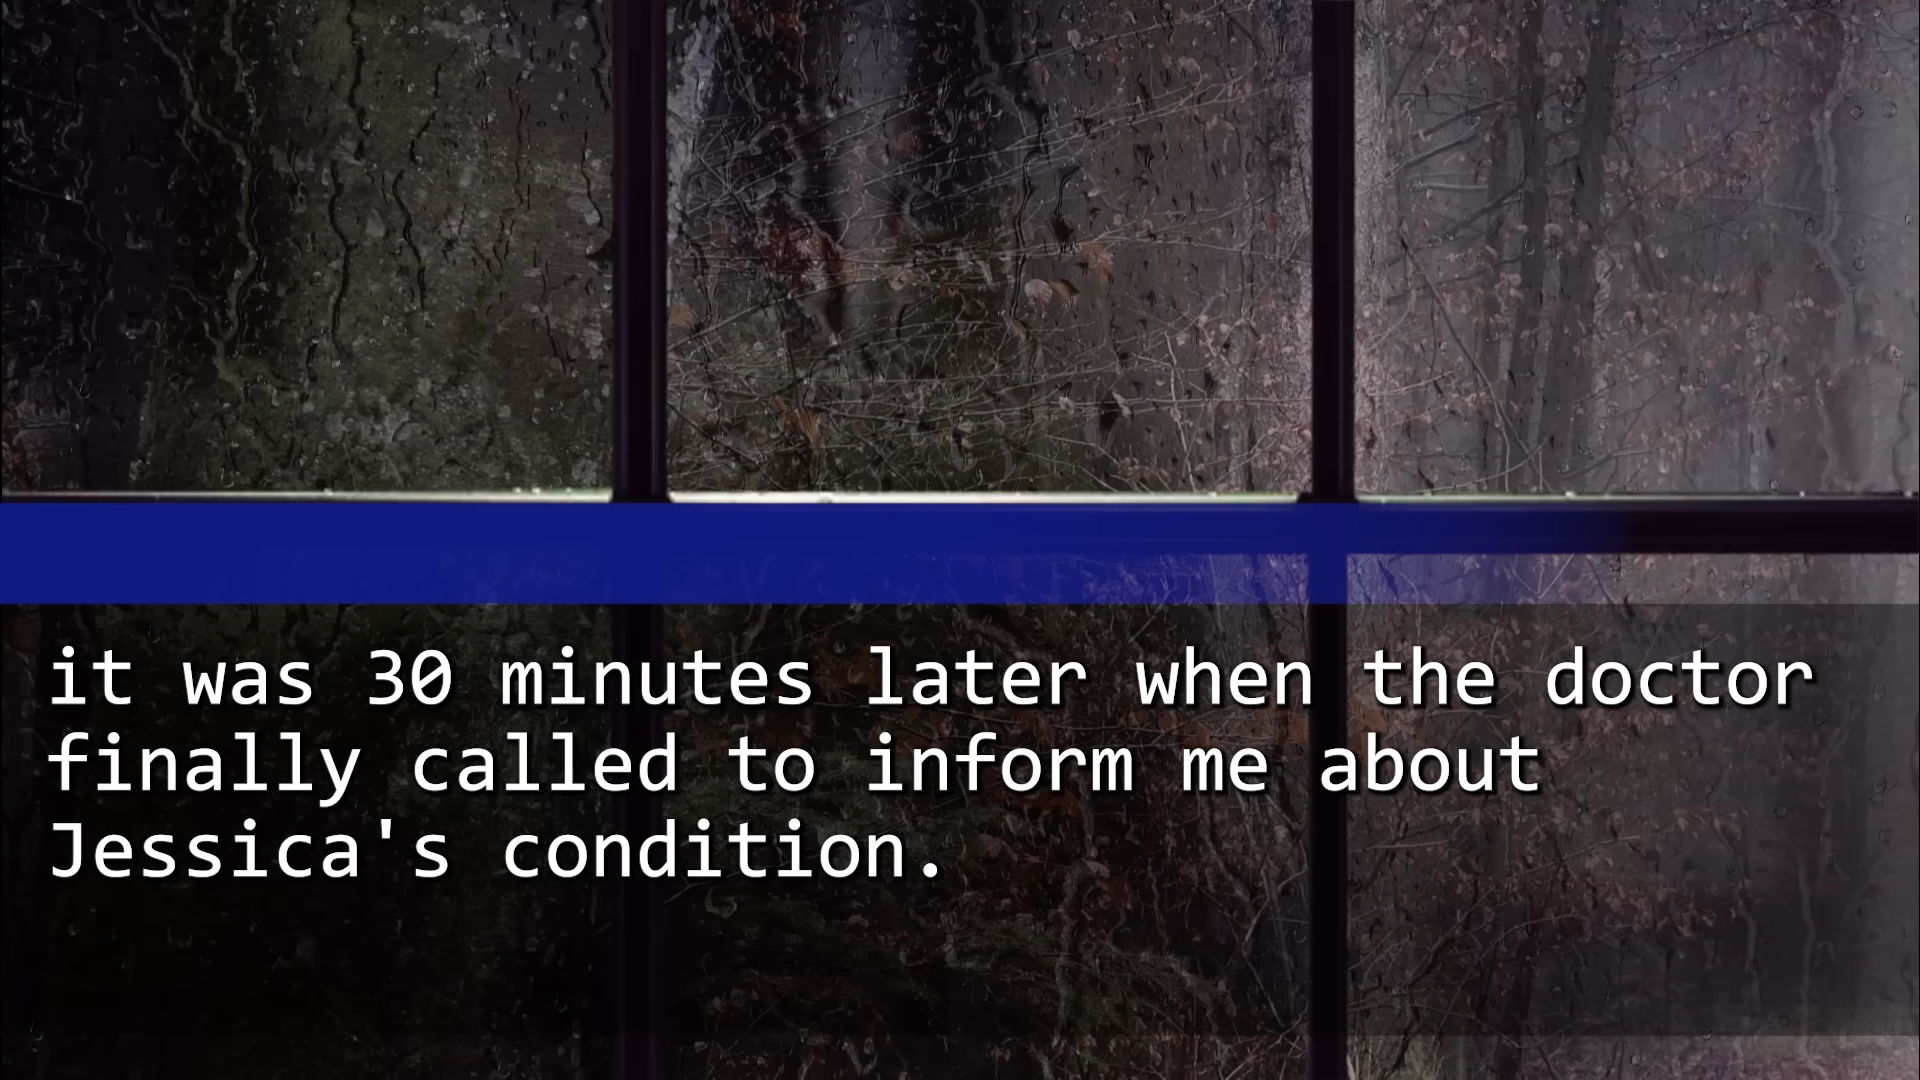 it was 30 minutes later when the doctor
finally called to inform me about
Jessica's condition.